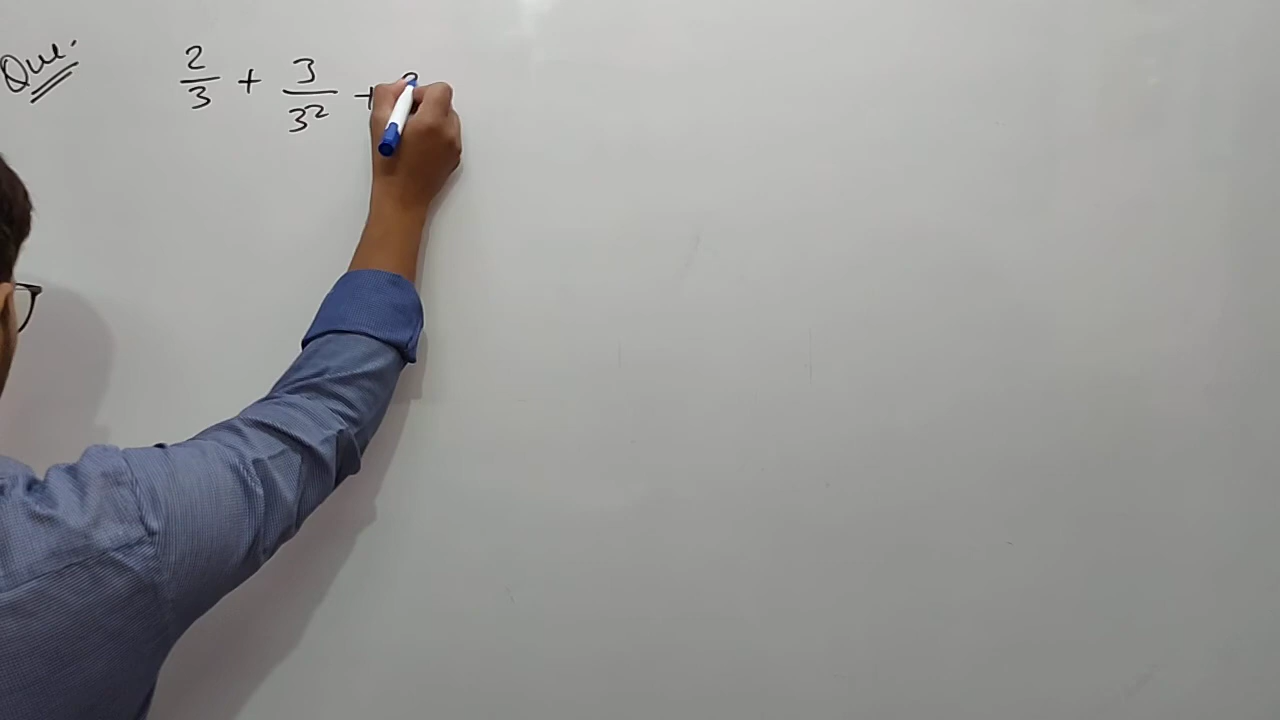 Que. 2/3 + 3/3² +